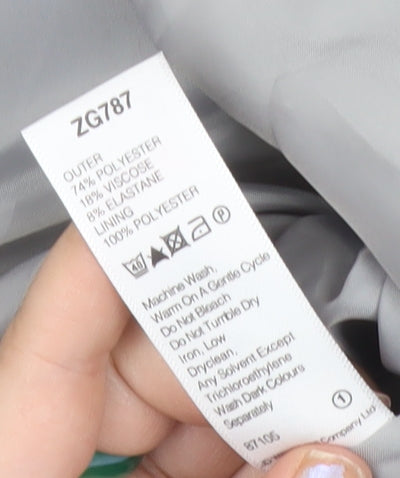 ZG787
OUTER
74% POLYESTER
18% VISCOSE
8% ELASTANE
LINING
100% POLYESTER
40 P
Machine Wash,
Warm On A Gentle Cycle
Do Not Bleach
Do Not Tumble Dry
Iron, Low
Dryclean,
Any Solvent Except
Trichloroethylene
Wash Dark Colours
Separately
1
87105
Company Ltd